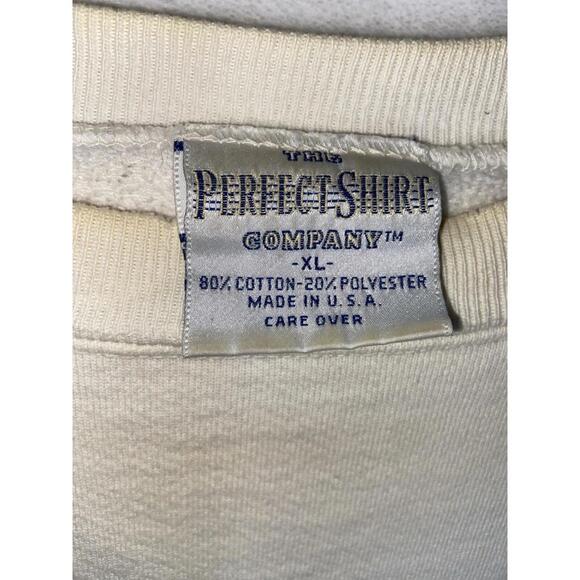 THE
PERFECT SHIRT
COMPANY™
-XL-
80% COTTON-20% POLYESTER
MADE IN U.S.A.
CARE OVER